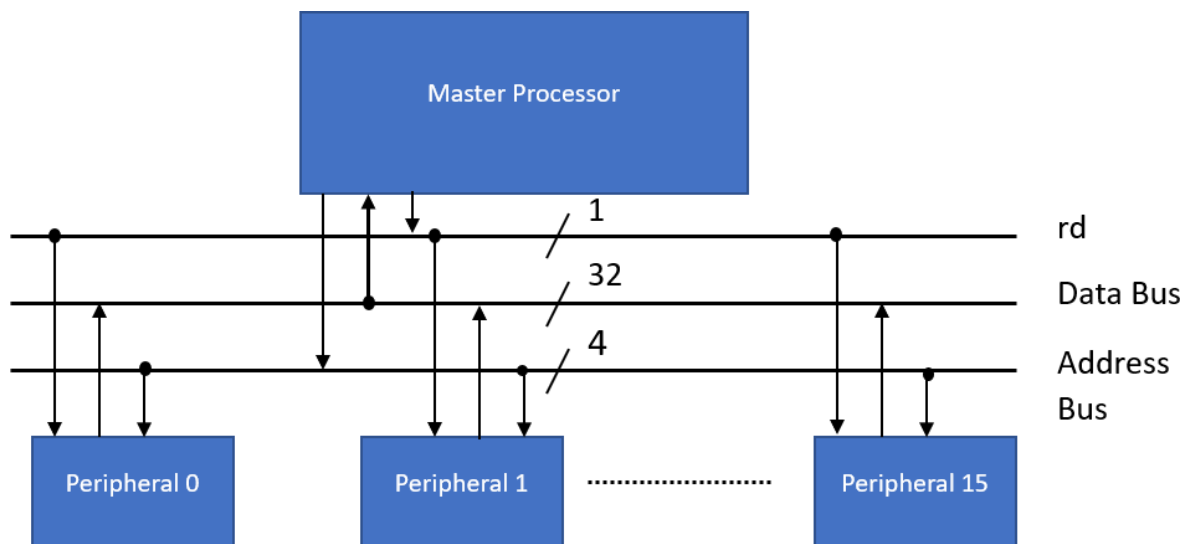 Master Processor
1
rd
32
Data Bus
4
Address
Bus
Peripheral 0
Peripheral 1
Peripheral 15